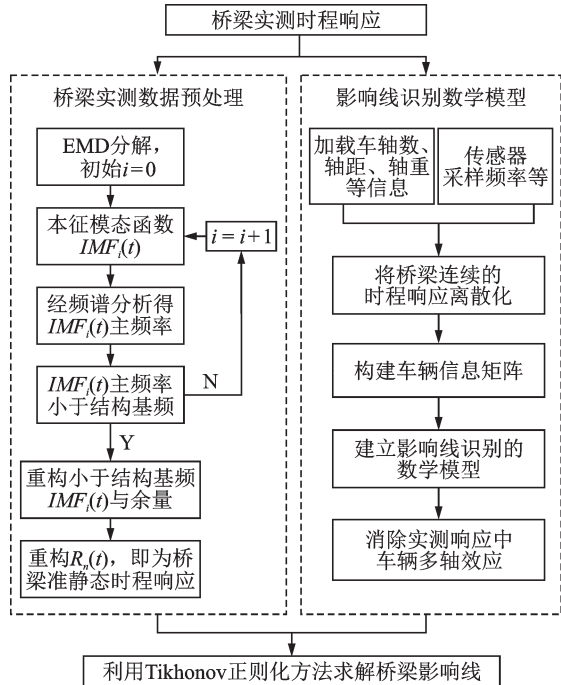 桥梁实测时程响应
桥梁实测数据预处理
EMD分解，
初始i=0
本征模态函数
IMFᵢ(t)
i = i+1
经频谱分析得
IMFᵢ(t)主频率
IMFᵢ(t)主频率
小于结构基频
N
Y
重构小于结构基频
IMFᵢ(t)与余量
重构Rₙ(t)，即为桥
梁准静态时程响应
影响线识别数学模型
加载车轴数、
轴距、轴重
等信息
传感器
采样频率等
将桥梁连续的
时程响应离散化
构建车辆信息矩阵
建立影响线识别的
数学模型
消除实测响应中
车辆多轴效应
利用Tikhonov正则化方法求解桥梁影响线